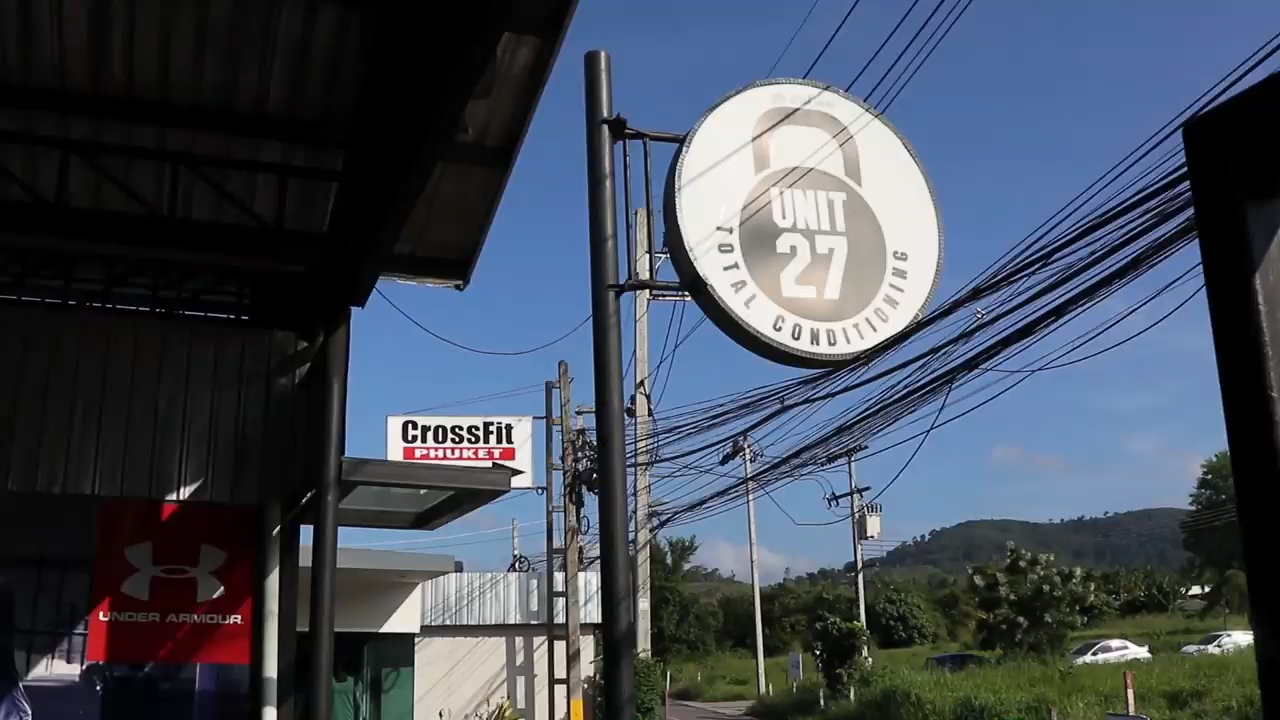 UNIT
27
TOTAL CONDITIONING
CrossFit
PHUKET
UNDER ARMOUR.